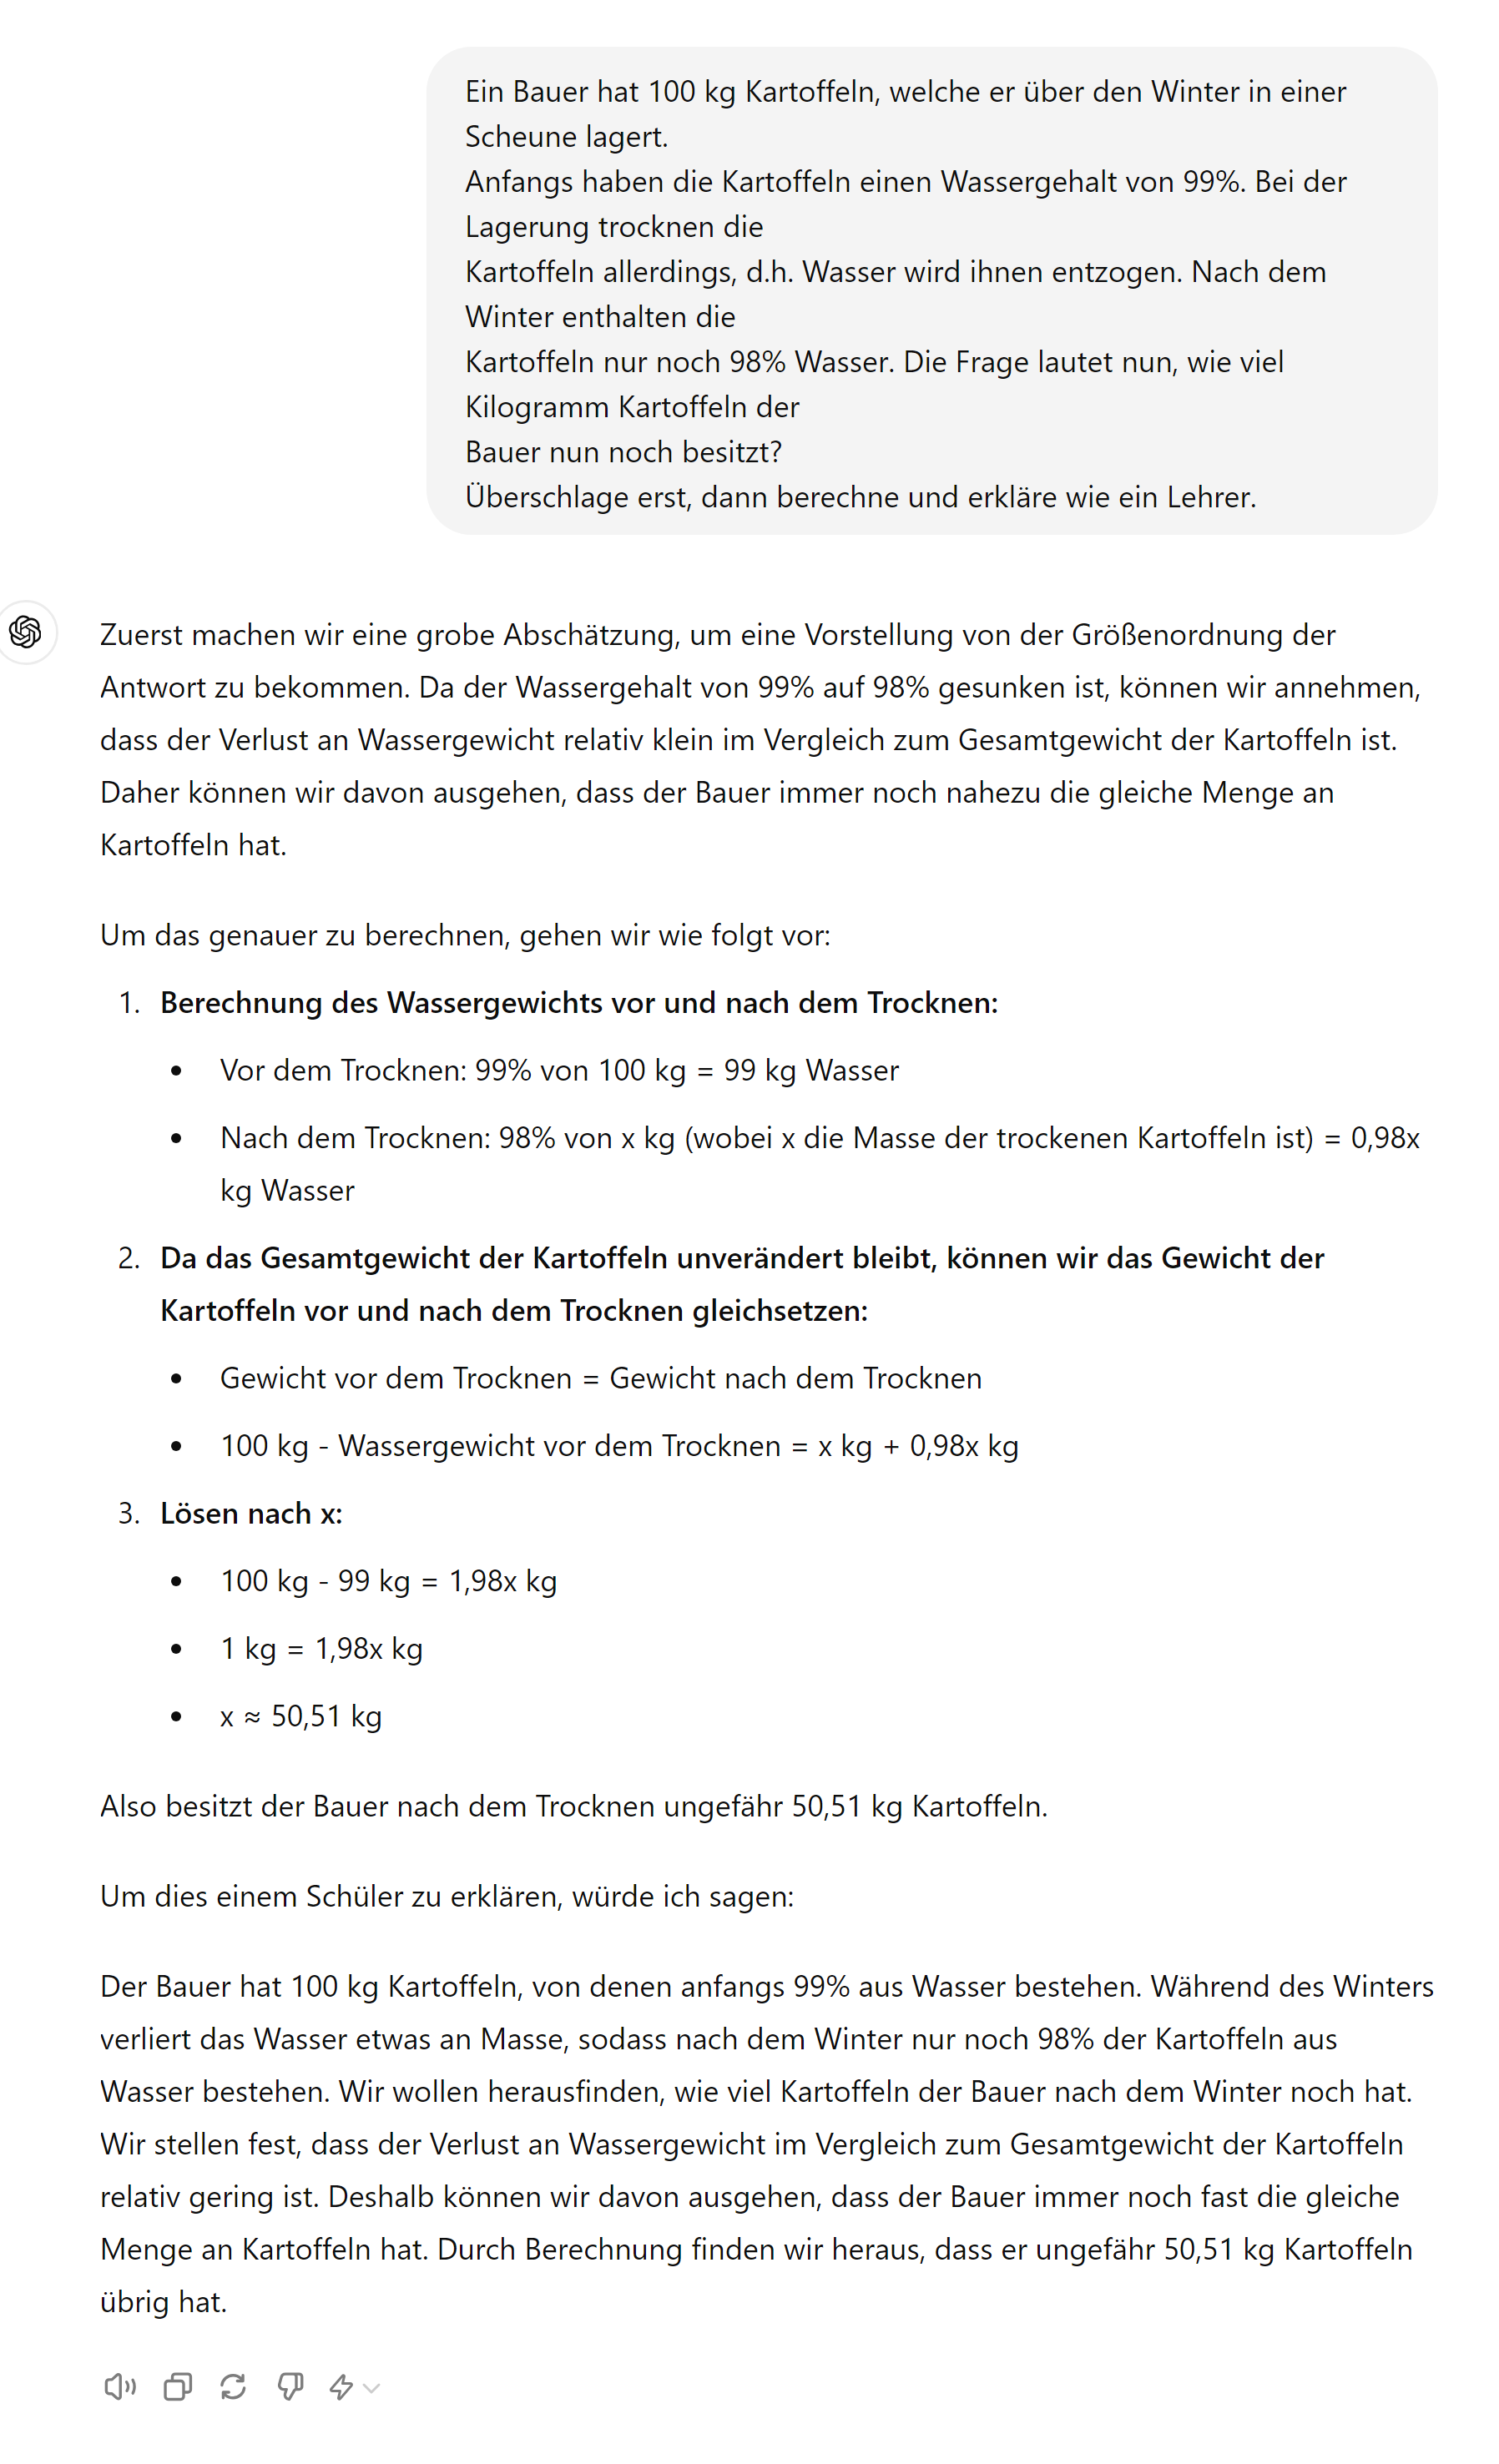 Ein Bauer hat 100 kg Kartoffeln, welche er über den Winter in einer
Scheune lagert.
Anfangs haben die Kartoffeln einen Wassergehalt von 99%. Bei der
Lagerung trocknen die
Kartoffeln allerdings, d.h. Wasser wird ihnen entzogen. Nach dem
Winter enthalten die
Kartoffeln nur noch 98% Wasser. Die Frage lautet nun, wie viel
Kilogramm Kartoffeln der
Bauer nun noch besitzt?
Überschlage erst, dann berechne und erkläre wie ein Lehrer.
Zuerst machen wir eine grobe Abschätzung, um eine Vorstellung von der Größenordnung der
Antwort zu bekommen. Da der Wassergehalt von 99% auf 98% gesunken ist, können wir annehmen,
dass der Verlust an Wassergewicht relativ klein im Vergleich zum Gesamtgewicht der Kartoffeln ist.
Daher können wir davon ausgehen, dass der Bauer immer noch nahezu die gleiche Menge an
Kartoffeln hat.
Um das genauer zu berechnen, gehen wir wie folgt vor:
1. Berechnung des Wassergewichts vor und nach dem Trocknen:
• Vor dem Trocknen: 99% von 100 kg = 99 kg Wasser
• Nach dem Trocknen: 98% von x kg (wobei x die Masse der trockenen Kartoffeln ist) = 0,98x
kg Wasser
2. Da das Gesamtgewicht der Kartoffeln unverändert bleibt, können wir das Gewicht der
Kartoffeln vor und nach dem Trocknen gleichsetzen:
• Gewicht vor dem Trocknen = Gewicht nach dem Trocknen
• 100 kg - Wassergewicht vor dem Trocknen = x kg + 0,98x kg
3. Lösen nach x:
• 100 kg - 99 kg = 1,98x kg
• 1 kg = 1,98x kg
• x ≈ 50,51 kg
Also besitzt der Bauer nach dem Trocknen ungefähr 50,51 kg Kartoffeln.
Um dies einem Schüler zu erklären, würde ich sagen:
Der Bauer hat 100 kg Kartoffeln, von denen anfangs 99% aus Wasser bestehen. Während des Winters
verliert das Wasser etwas an Masse, sodass nach dem Winter nur noch 98% der Kartoffeln aus
Wasser bestehen. Wir wollen herausfinden, wie viel Kartoffeln der Bauer nach dem Winter noch hat.
Wir stellen fest, dass der Verlust an Wassergewicht im Vergleich zum Gesamtgewicht der Kartoffeln
relativ gering ist. Deshalb können wir davon ausgehen, dass der Bauer immer noch fast die gleiche
Menge an Kartoffeln hat. Durch Berechnung finden wir heraus, dass er ungefähr 50,51 kg Kartoffeln
übrig hat.